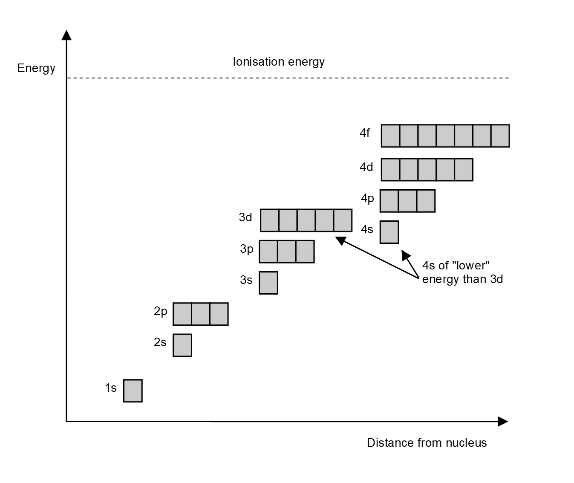 Ionisation energy
Energy
4f
4d
4p
3d
4s
3p
4s of "lower"
energy than 3d
3s
2p
2s
1s
Distance from nucleus